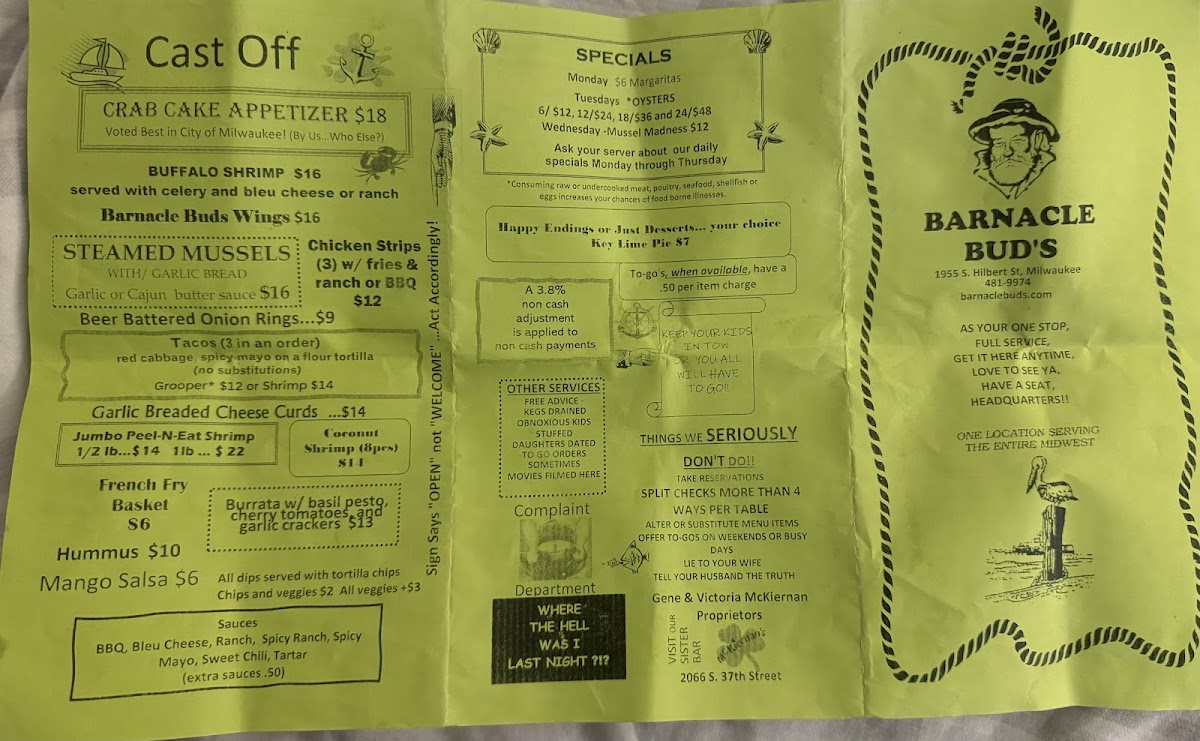 Cast Off
CRAB CAKE APPETIZER $18
Voted Best in City of Milwaukee! (By Us...Who Else?)
BUFFALO SHRIMP $16
served with celery and bleu cheese or ranch
Barnacle Buds Wings $16
STEAMED MUSSELS
WITH/ GARLIC BREAD
Garlic or Cajun butter sauce $16
Chicken Strips
(3) w/ fries &
ranch or BBQ
$12
Beer Battered Onion Rings...$9
Tacos (3 in an order)
red cabbage, spicy mayo on a flour tortilla
(no substitutions)
Grooper* $12 or Shrimp $14
Garlic Breaded Cheese Curds ...$14
Jumbo Peel-N-Eat Shrimp
1/2 lb...$14 1lb ... $ 22
Coconut
Shrimp (8pcs)
$14
French Fry
Basket
$6
Burrata w/ basil pesto,
cherry tomatoes, and
garlic crackers $13
Hummus $10
Mango Salsa $6
All dips served with tortilla chips
Chips and veggies $2 All veggies +$3
Sauces
BBQ, Bleu Cheese, Ranch, Spicy Ranch, Spicy
Mayo, Sweet Chili, Tartar
(extra sauces .50)
Sign Says "OPEN" not "WELCOME" ...Act Accordingly!
SPECIALS
Monday $6 Margaritas
Tuesdays *OYSTERS
6/ $12, 12/$24, 18/$36 and 24/$48
Wednesday -Mussel Madness $12
Ask your server about our daily
specials Monday through Thursday
*Consuming raw or undercooked meat, poultry, seafood, shellfish or
eggs increases your chances of food borne illnesses.
Happy Endings or Just Desserts... your choice
Key Lime Pie $7
To-go's, when available, have a
.50 per item charge
A 3.8%
non cash
adjustment
is applied to
non cash payments
KEEP YOUR KIDS
IN TOW
OR YOU ALL
WILL HAVE
TO GO!!
OTHER SERVICES
FREE ADVICE
KEGS DRAINED
OBNOXIOUS KIDS
STUFFED
DAUGHTERS DATED
TO GO ORDERS
SOMETIMES
MOVIES FILMED HERE
Complaint
Department
WHERE
THE HELL
WAS I
LAST NIGHT ?!?
THINGS WE SERIOUSLY
DON'T DO!!
TAKE RESERVATIONS
SPLIT CHECKS MORE THAN 4
WAYS PER TABLE
ALTER OR SUBSTITUTE MENU ITEMS
OFFER TO-GOS ON WEEKENDS OR BUSY
DAYS
LIE TO YOUR WIFE
TELL YOUR HUSBAND THE TRUTH
Gene & Victoria McKiernan
Proprietors
VISIT OUR
SISTER
BAR
McKiernan's
2066 S. 37th Street
BARNACLE
BUD'S
1955 S. Hilbert St, Milwaukee
481-9974
barnaclebuds.com
AS YOUR ONE STOP,
FULL SERVICE,
GET IT HERE ANYTIME,
LOVE TO SEE YA,
HAVE A SEAT,
HEADQUARTERS!!
ONE LOCATION SERVING
THE ENTIRE MIDWEST